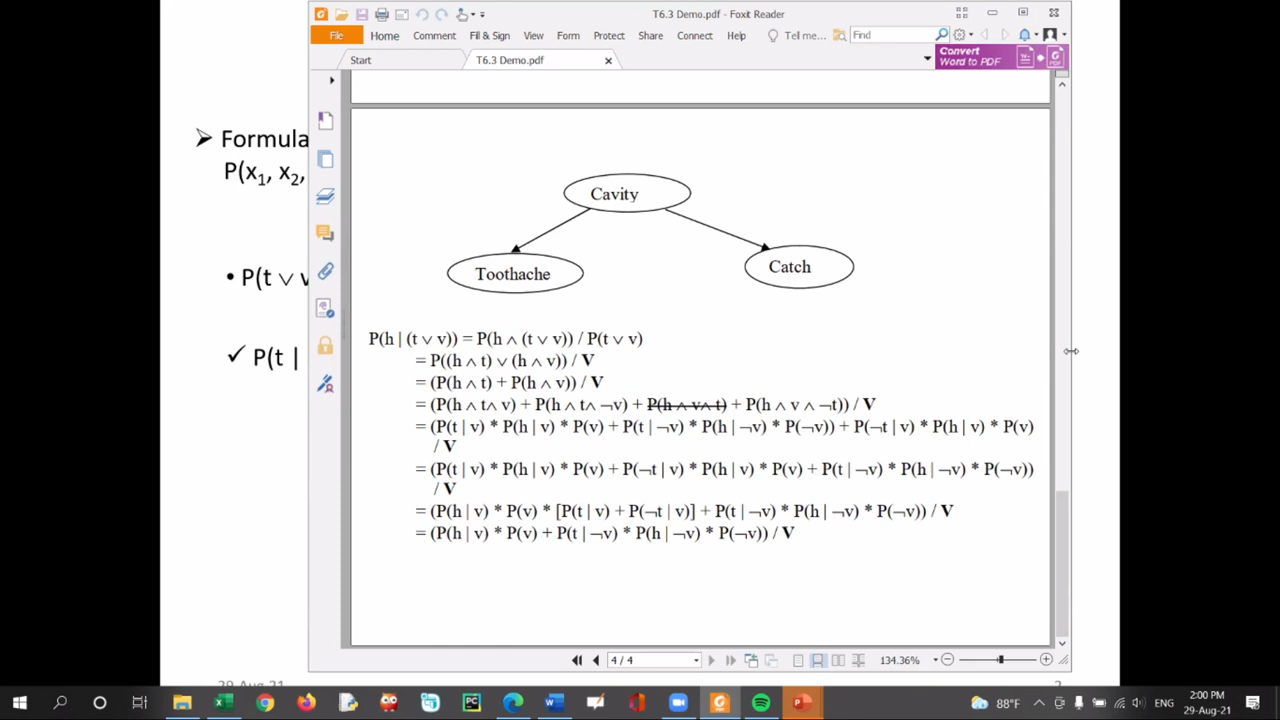 T6.3 Demo.pdf - Foxit Reader
File Home Comment Fill & Sign View Form Protect Share Connect Help Tell me... Find
Start T6.3 Demo.pdf Convert
Word to PDF
➢ Formula
P(x₁, x₂,
• P(t ∨ v
✓ P(t |
Cavity
Toothache
Catch
P(h | (t ∨ v)) = P(h ∧ (t ∨ v)) / P(t ∨ v)
= P((h ∧ t) ∨ (h ∧ v)) / V
= (P(h ∧ t) + P(h ∧ v)) / V
= (P(h ∧ t∧ v) + P(h ∧ t∧ ¬v) + P(h ∧ v∧ t) + P(h ∧ v ∧ ¬t)) / V
= (P(t | v) * P(h | v) * P(v) + P(t | ¬v) * P(h | ¬v) * P(¬v)) + P(¬t | v) * P(h | v) * P(v)
/ V
= (P(t | v) * P(h | v) * P(v) + P(¬t | v) * P(h | v) * P(v) + P(t | ¬v) * P(h | ¬v) * P(¬v))
/ V
= (P(h | v) * P(v) * [P(t | v) + P(¬t | v)] + P(t | ¬v) * P(h | ¬v) * P(¬v)) / V
= (P(h | v) * P(v) + P(t | ¬v) * P(h | ¬v) * P(¬v)) / V
4 / 4 134.36%
88°F ENG 2:00 PM
29-Aug-21